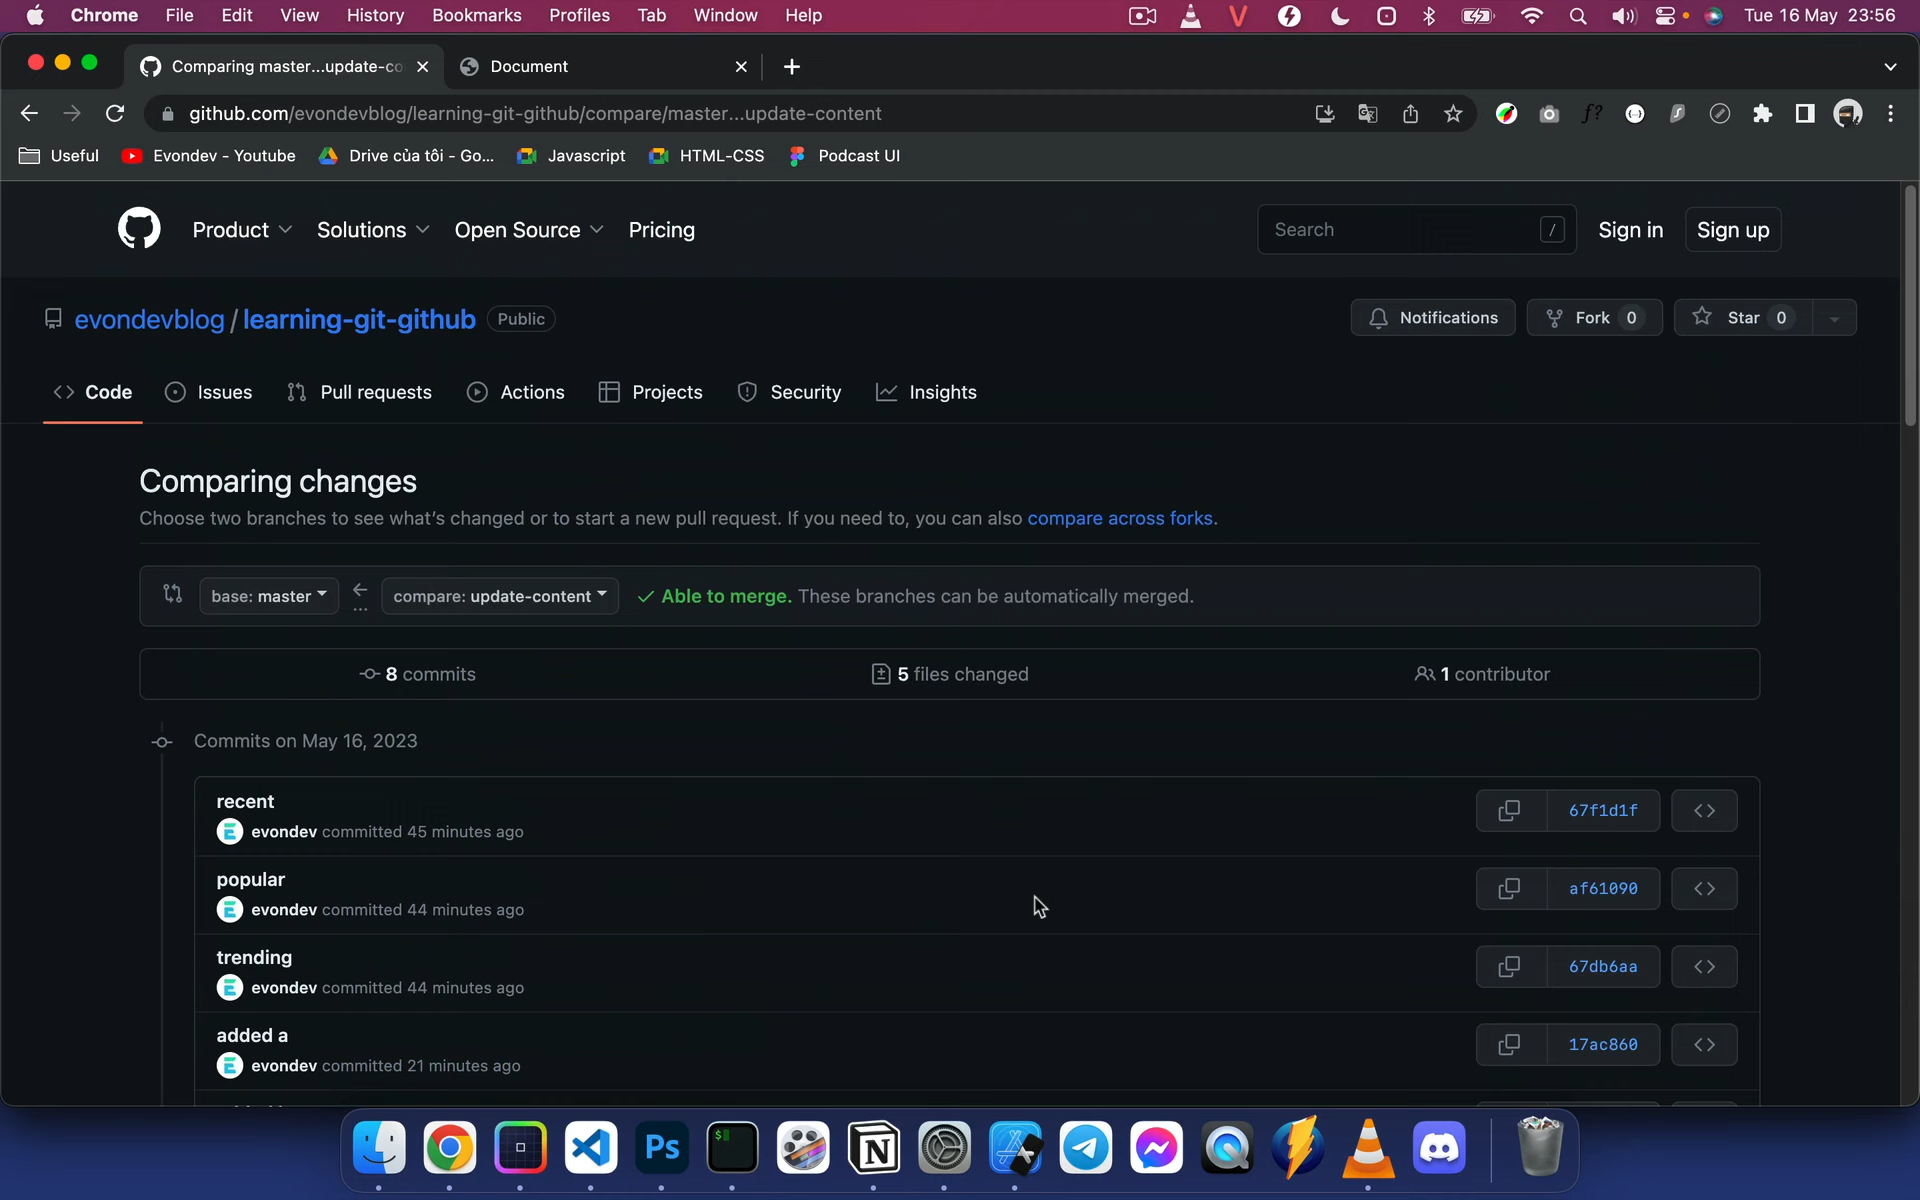 Chrome File Edit View History Bookmarks Profiles Tab Window Help Tue 16 May 23:56
Comparing master...update-co Document
github.com/evondevblog/learning-git-github/compare/master...update-content
Useful Evondev - Youtube Drive của tôi - Go... Javascript HTML-CSS Podcast UI
Product Solutions Open Source Pricing Search / Sign in Sign up
evondevblog / learning-git-github Public Notifications Fork 0 Star 0
Code Issues Pull requests Actions Projects Security Insights
Comparing changes
Choose two branches to see what's changed or to start a new pull request. If you need to, you can also compare across forks.
base: master ... compare: update-content Able to merge. These branches can be automatically merged.
8 commits 5 files changed 1 contributor
Commits on May 16, 2023
recent
evondev committed 45 minutes ago 67f1d1f
popular
evondev committed 44 minutes ago af61090
trending
evondev committed 44 minutes ago 67db6aa
added a
evondev committed 21 minutes ago 17ac860
Ps